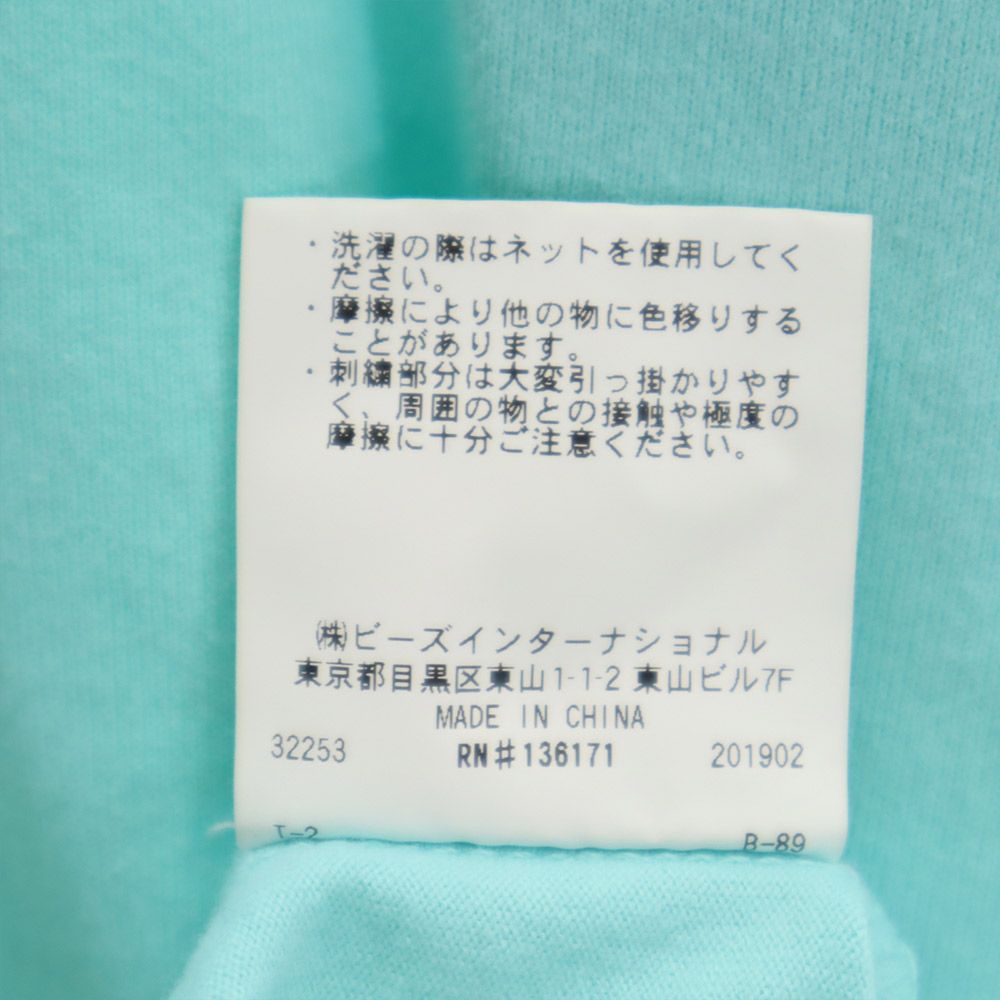 ・洗濯の際はネットを使用してく
ださい。
・摩擦により他の物に色移りする
ことがあります。
・刺繍部分は大変引っ掛かりやす
く、周囲の物との接触や極度の
摩擦に十分ご注意ください。
㈱ビーズインターナショナル
東京都目黒区東山1-1-2 東山ビル7F
MADE IN CHINA
32253 RN#136171 201902
T-2 B-89